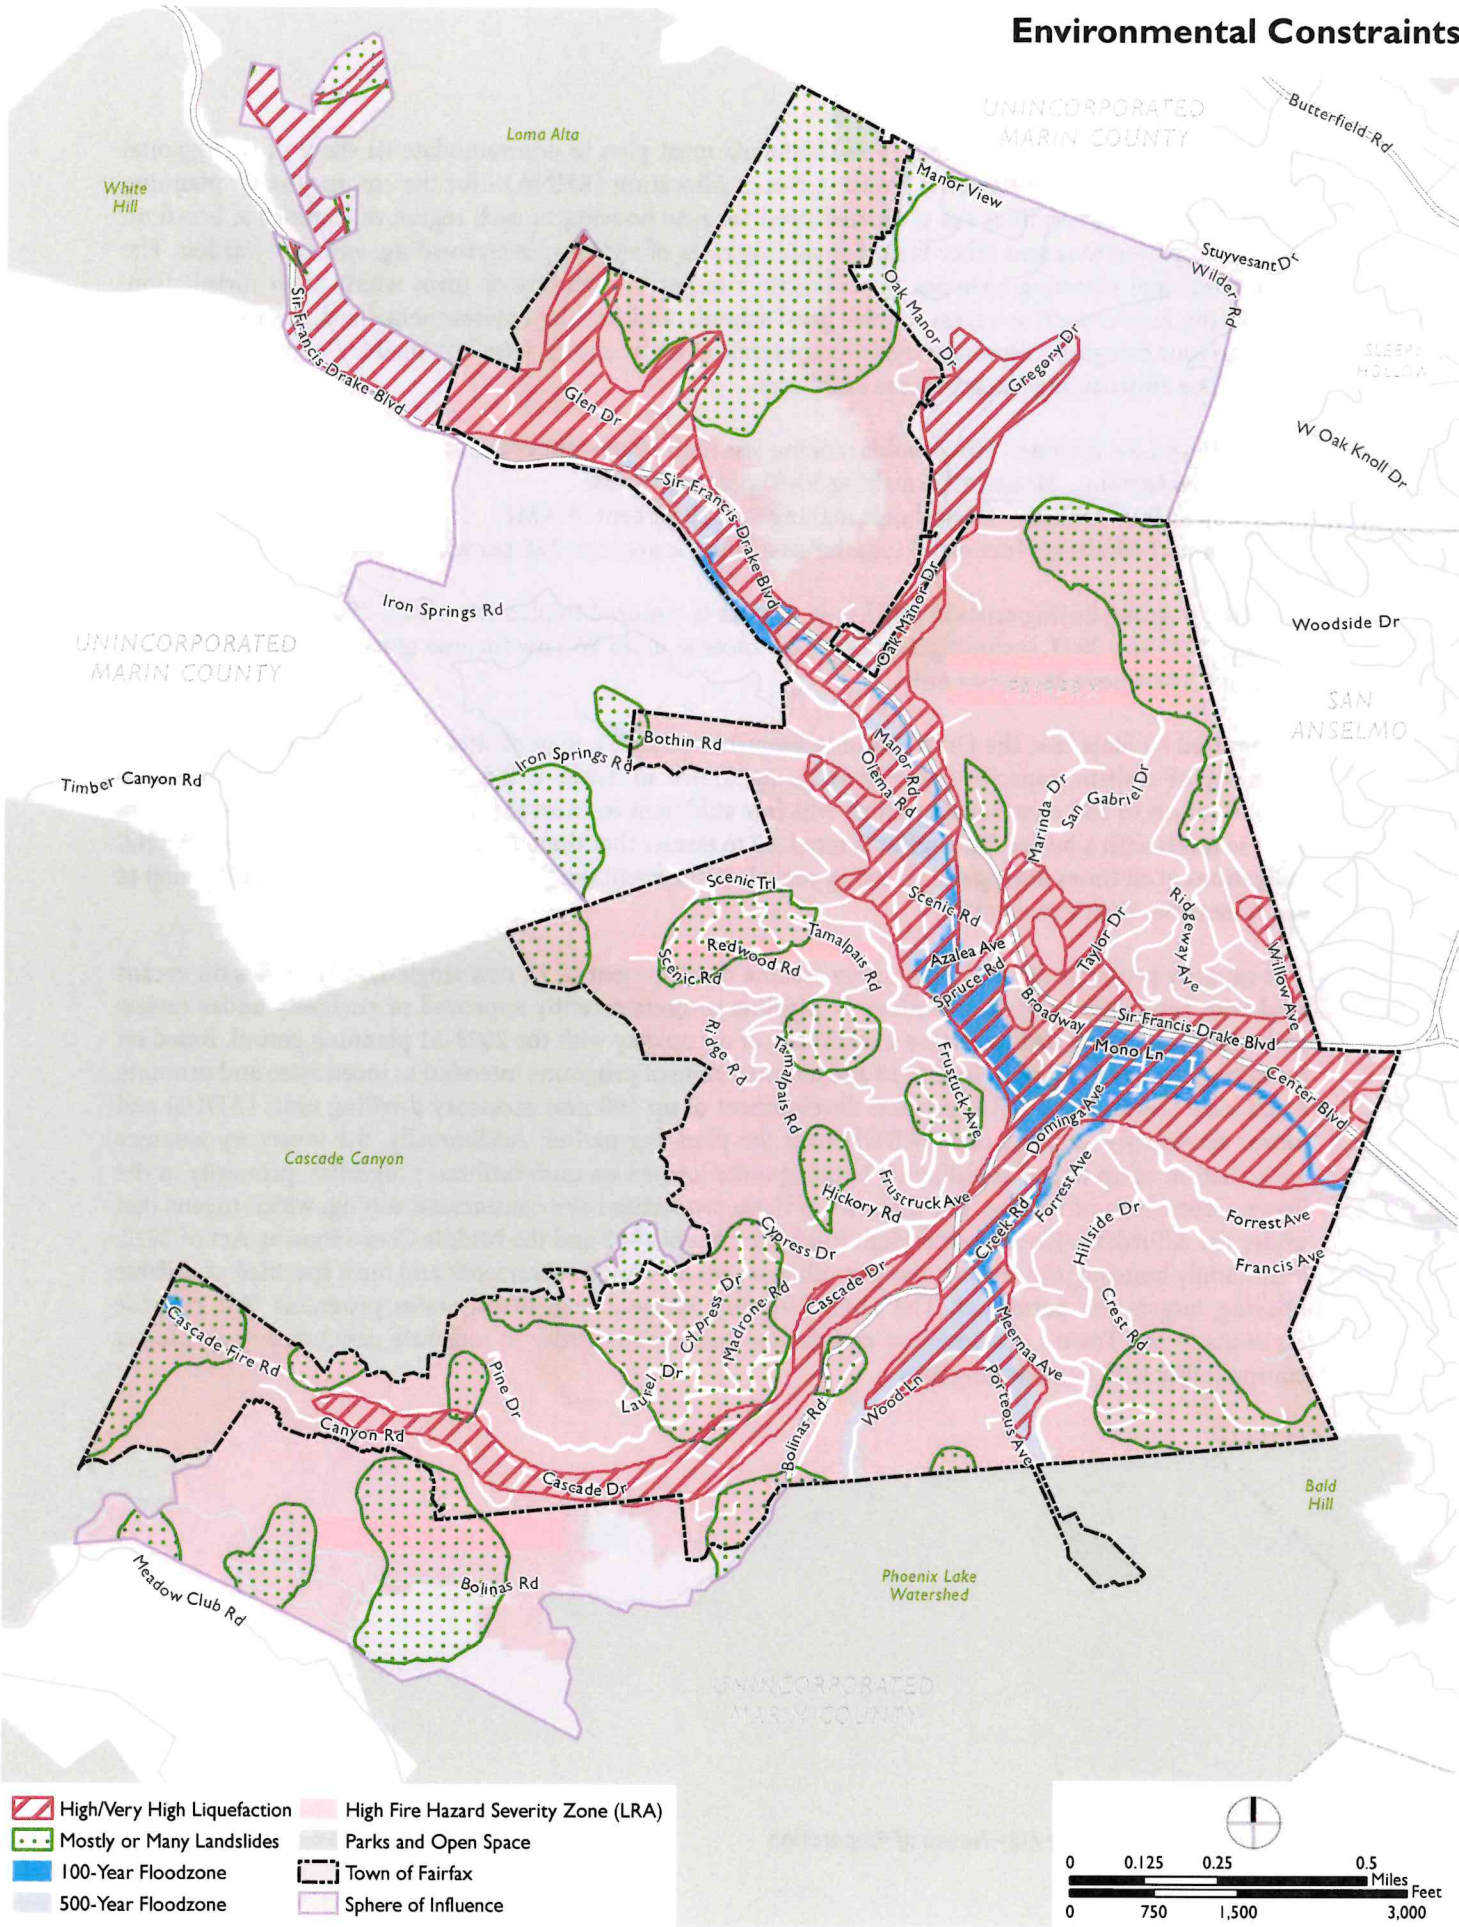 Environmental Constraints
UNINCORPORATED
MARIN COUNTY
Butterfield Rd
Loma Alta
White
Hill
Manor View
Stuyvesant Dr
Wilder Rd
Oak Manor Dr
Gregory Dr
SLEEPY
HOLLOW
Sir Francis Drake Blvd
Glen Dr
W Oak Knoll Dr
Sir Francis Drake Blvd
Iron Springs Rd
Oak Manor Dr
Woodside Dr
UNINCORPORATED
MARIN COUNTY
FAIRFAX
SAN
ANSELMO
Bothin Rd
Iron Springs Rd
Manor Rd
Olema Rd
Timber Canyon Rd
Marinda Dr
San Gabriel Dr
Scenic Trl
Scenic Rd
Ridgeway Ave
Redwood Rd
Tamalpais Rd
Scenic Rd
Azalea Ave
Taylor Dr
Willow Ave
Spruce Rd
Broadway
Sir Francis Drake Blvd
Ridge Rd
Tamalpais Rd
Frustuck Ave
Mono Ln
Center Blvd
Dominga Ave
Cascade Canyon
Forrest Ave
Frustruck Ave
Hickory Rd
Creek Rd
Hillside Dr
Forrest Ave
Cypress Dr
Francis Ave
Cascade Dr
Cypress Dr
Madrone Rd
Cascade Fire Rd
Crest Rd
Meernaa Ave
Pine Dr
Laurel Dr
Wood Ln
Porteous Ave
Canyon Rd
Bolinas Rd
Cascade Dr
Bald
Hill
Meadow Club Rd
Bolinas Rd
Phoenix Lake
Watershed
UNINCORPORATED
MARIN COUNTY
High/Very High Liquefaction
High Fire Hazard Severity Zone (LRA)
Mostly or Many Landslides
Parks and Open Space
100-Year Floodzone
Town of Fairfax
500-Year Floodzone
Sphere of Influence
0 0.125 0.25 0.5
Miles
Feet
0 750 1,500 3,000